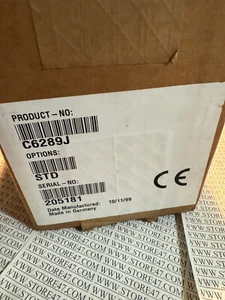 PRODUCT-NO:
C6289J
OPTIONS:
STD
SERIAL-NO:
205181
Date Manufactured: 10/11/99
Made in Germany
CE
WWW.STORE47.COM